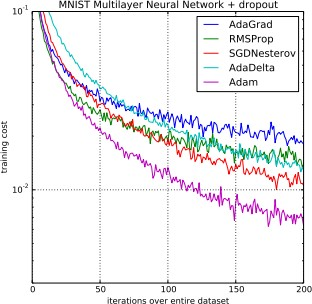 MNIST Multilayer Neural Network + dropout
10⁻¹
AdaGrad
RMSProp
SGDNesterov
AdaDelta
Adam
training cost
10⁻²
0 50 100 150 200
iterations over entire dataset